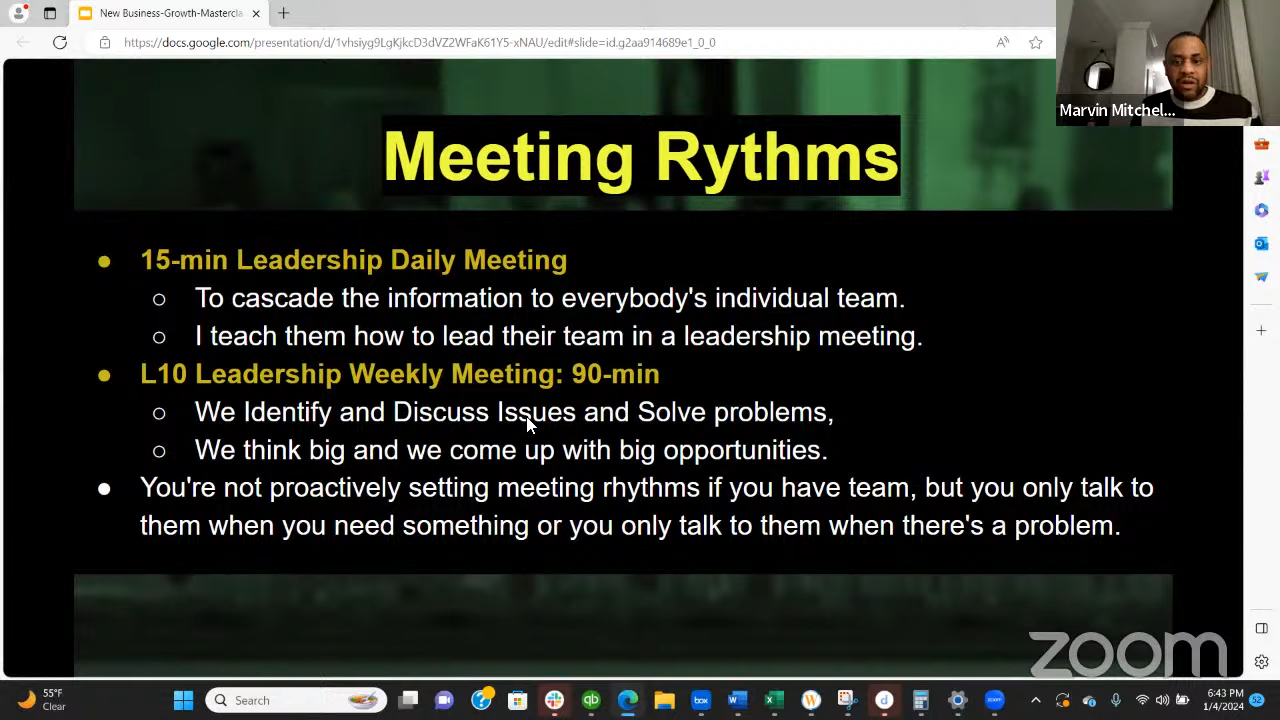 New Business-Growth-Mastercla
https://docs.google.com/presentation/d/1vhsiyg9LgKjkcD3dVZ2WFaK61Y5-xNAU/edit#slide=id.g2aa914689e1_0_0
Marvin Mitchel...
Meeting Rythms
15-min Leadership Daily Meeting
To cascade the information to everybody's individual team.
I teach them how to lead their team in a leadership meeting.
L10 Leadership Weekly Meeting: 90-min
We Identify and Discuss Issues and Solve problems,
We think big and we come up with big opportunities.
You're not proactively setting meeting rhythms if you have team, but you only talk to
them when you need something or you only talk to them when there's a problem.
zoom
55°F
Clear
Search
box
6:43 PM
1/4/2024
52